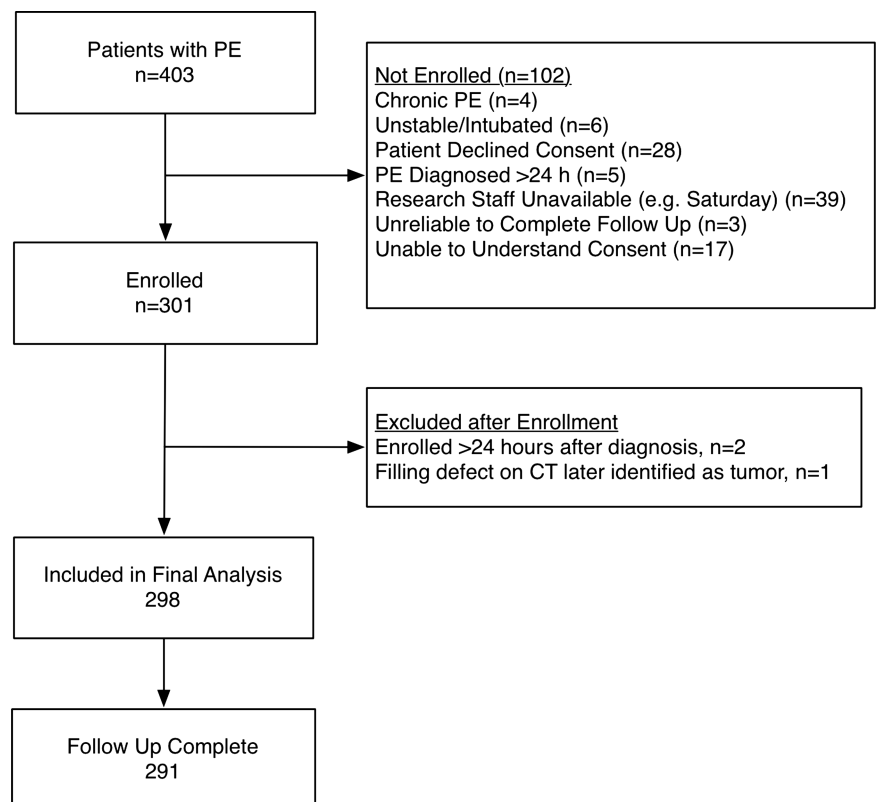 Patients with PE
n=403
Not Enrolled (n=102)
Chronic PE (n=4)
Unstable/Intubated (n=6)
Patient Declined Consent (n=28)
PE Diagnosed >24 h (n=5)
Research Staff Unavailable (e.g. Saturday) (n=39)
Unreliable to Complete Follow Up (n=3)
Unable to Understand Consent (n=17)
Enrolled
n=301
Excluded after Enrollment
Enrolled >24 hours after diagnosis, n=2
Filling defect on CT later identified as tumor, n=1
Included in Final Analysis
298
Follow Up Complete
291